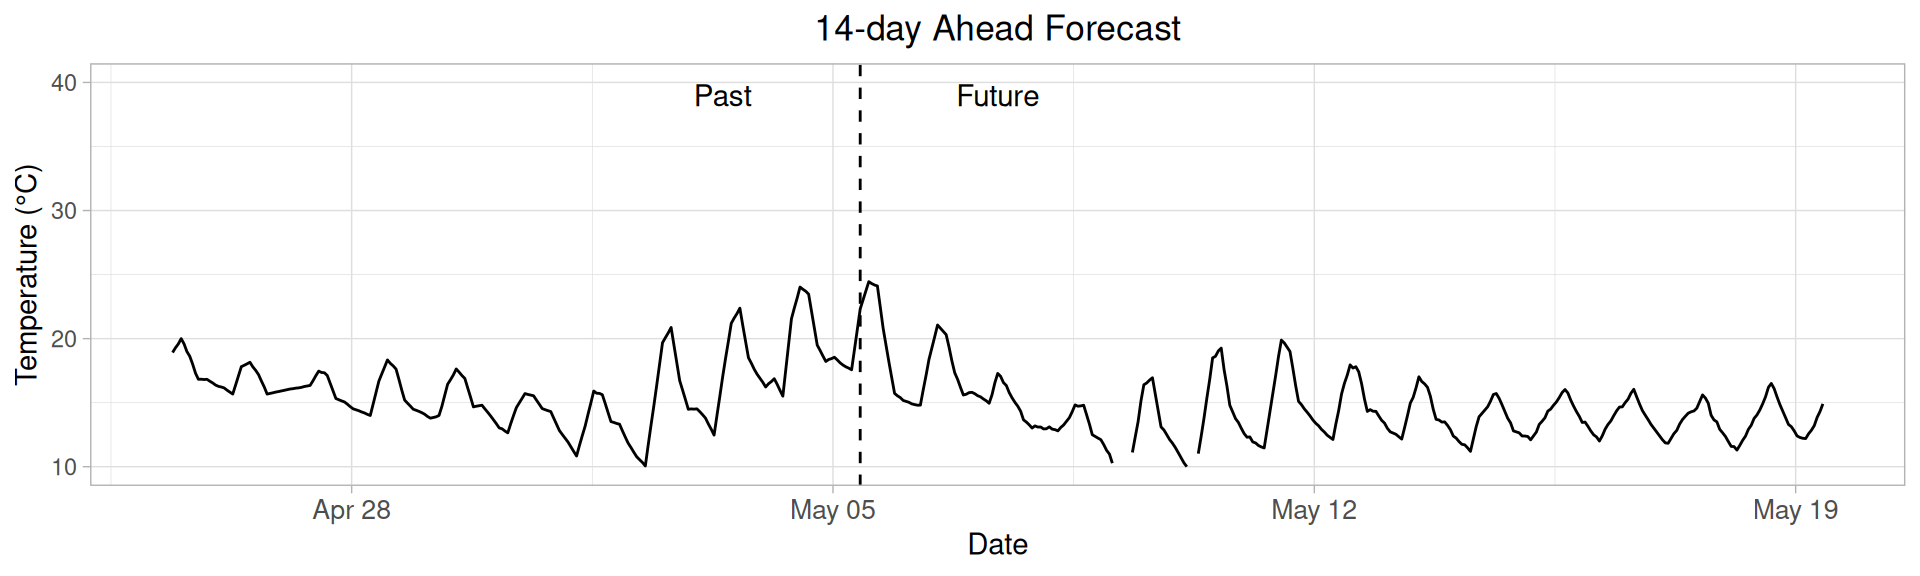 14-day Ahead Forecast
Past
Future
Temperature (°C)
40
30
20
10
Apr 28
May 05
May 12
May 19
Date